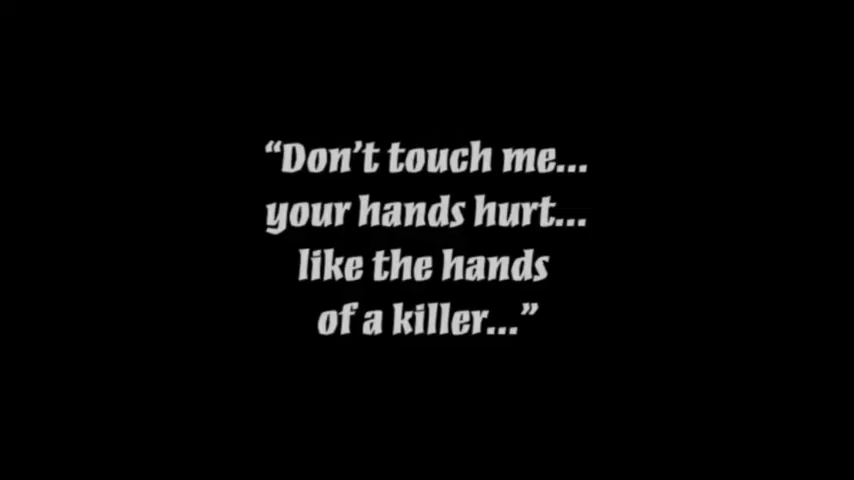 “Don’t touch me...
your hands hurt...
like the hands
of a killer...”